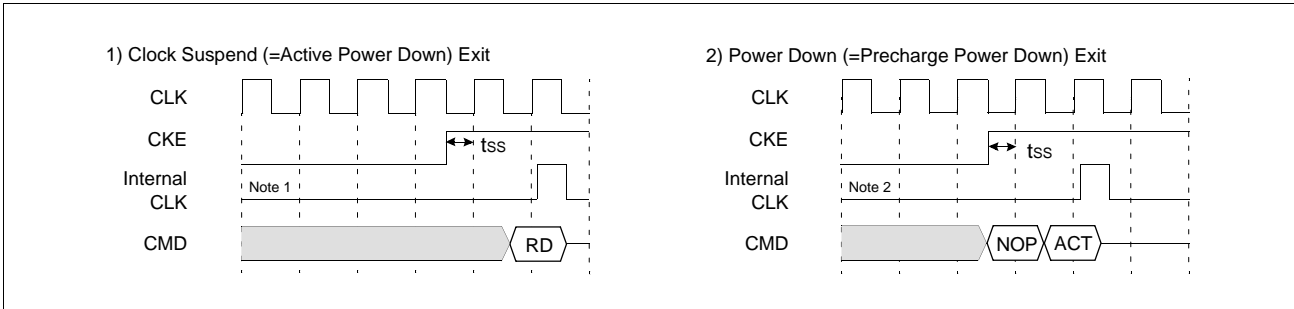 1) Clock Suspend (=Active Power Down) Exit
CLK
CKE
tSS
Internal
CLK
Note 1
CMD
RD
2) Power Down (=Precharge Power Down) Exit
CLK
CKE
tSS
Internal
CLK
Note 2
CMD
NOP
ACT